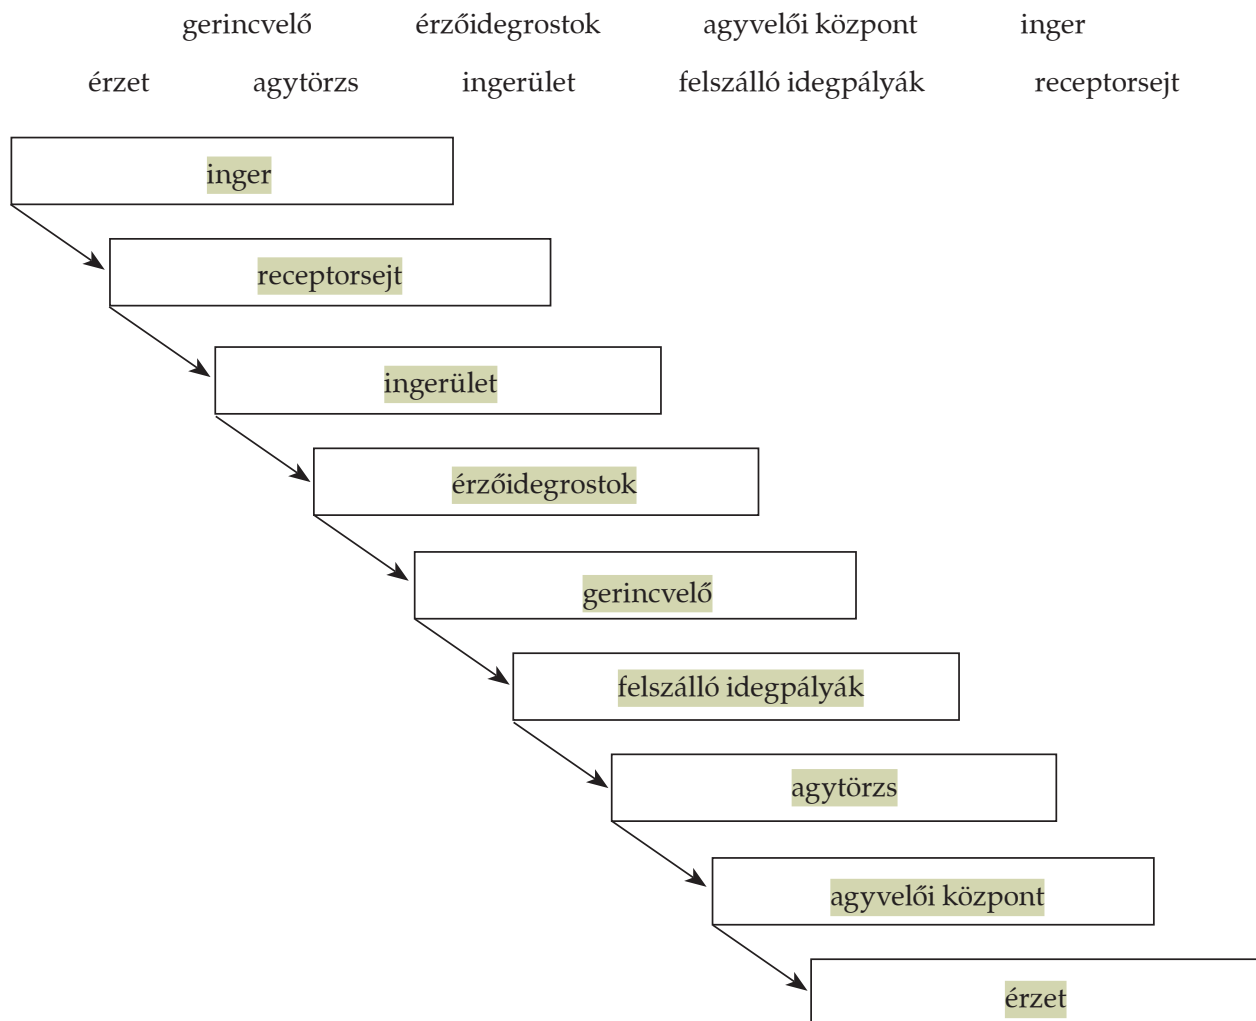 gerincvelő érzőidegrostok agyvelői központ inger
érzet agytörzs ingerület felszálló idegpályák receptorsejt
inger
receptorsejt
ingerület
érzőidegrostok
gerincvelő
felszálló idegpályák
agytörzs
agyvelői központ
érzet